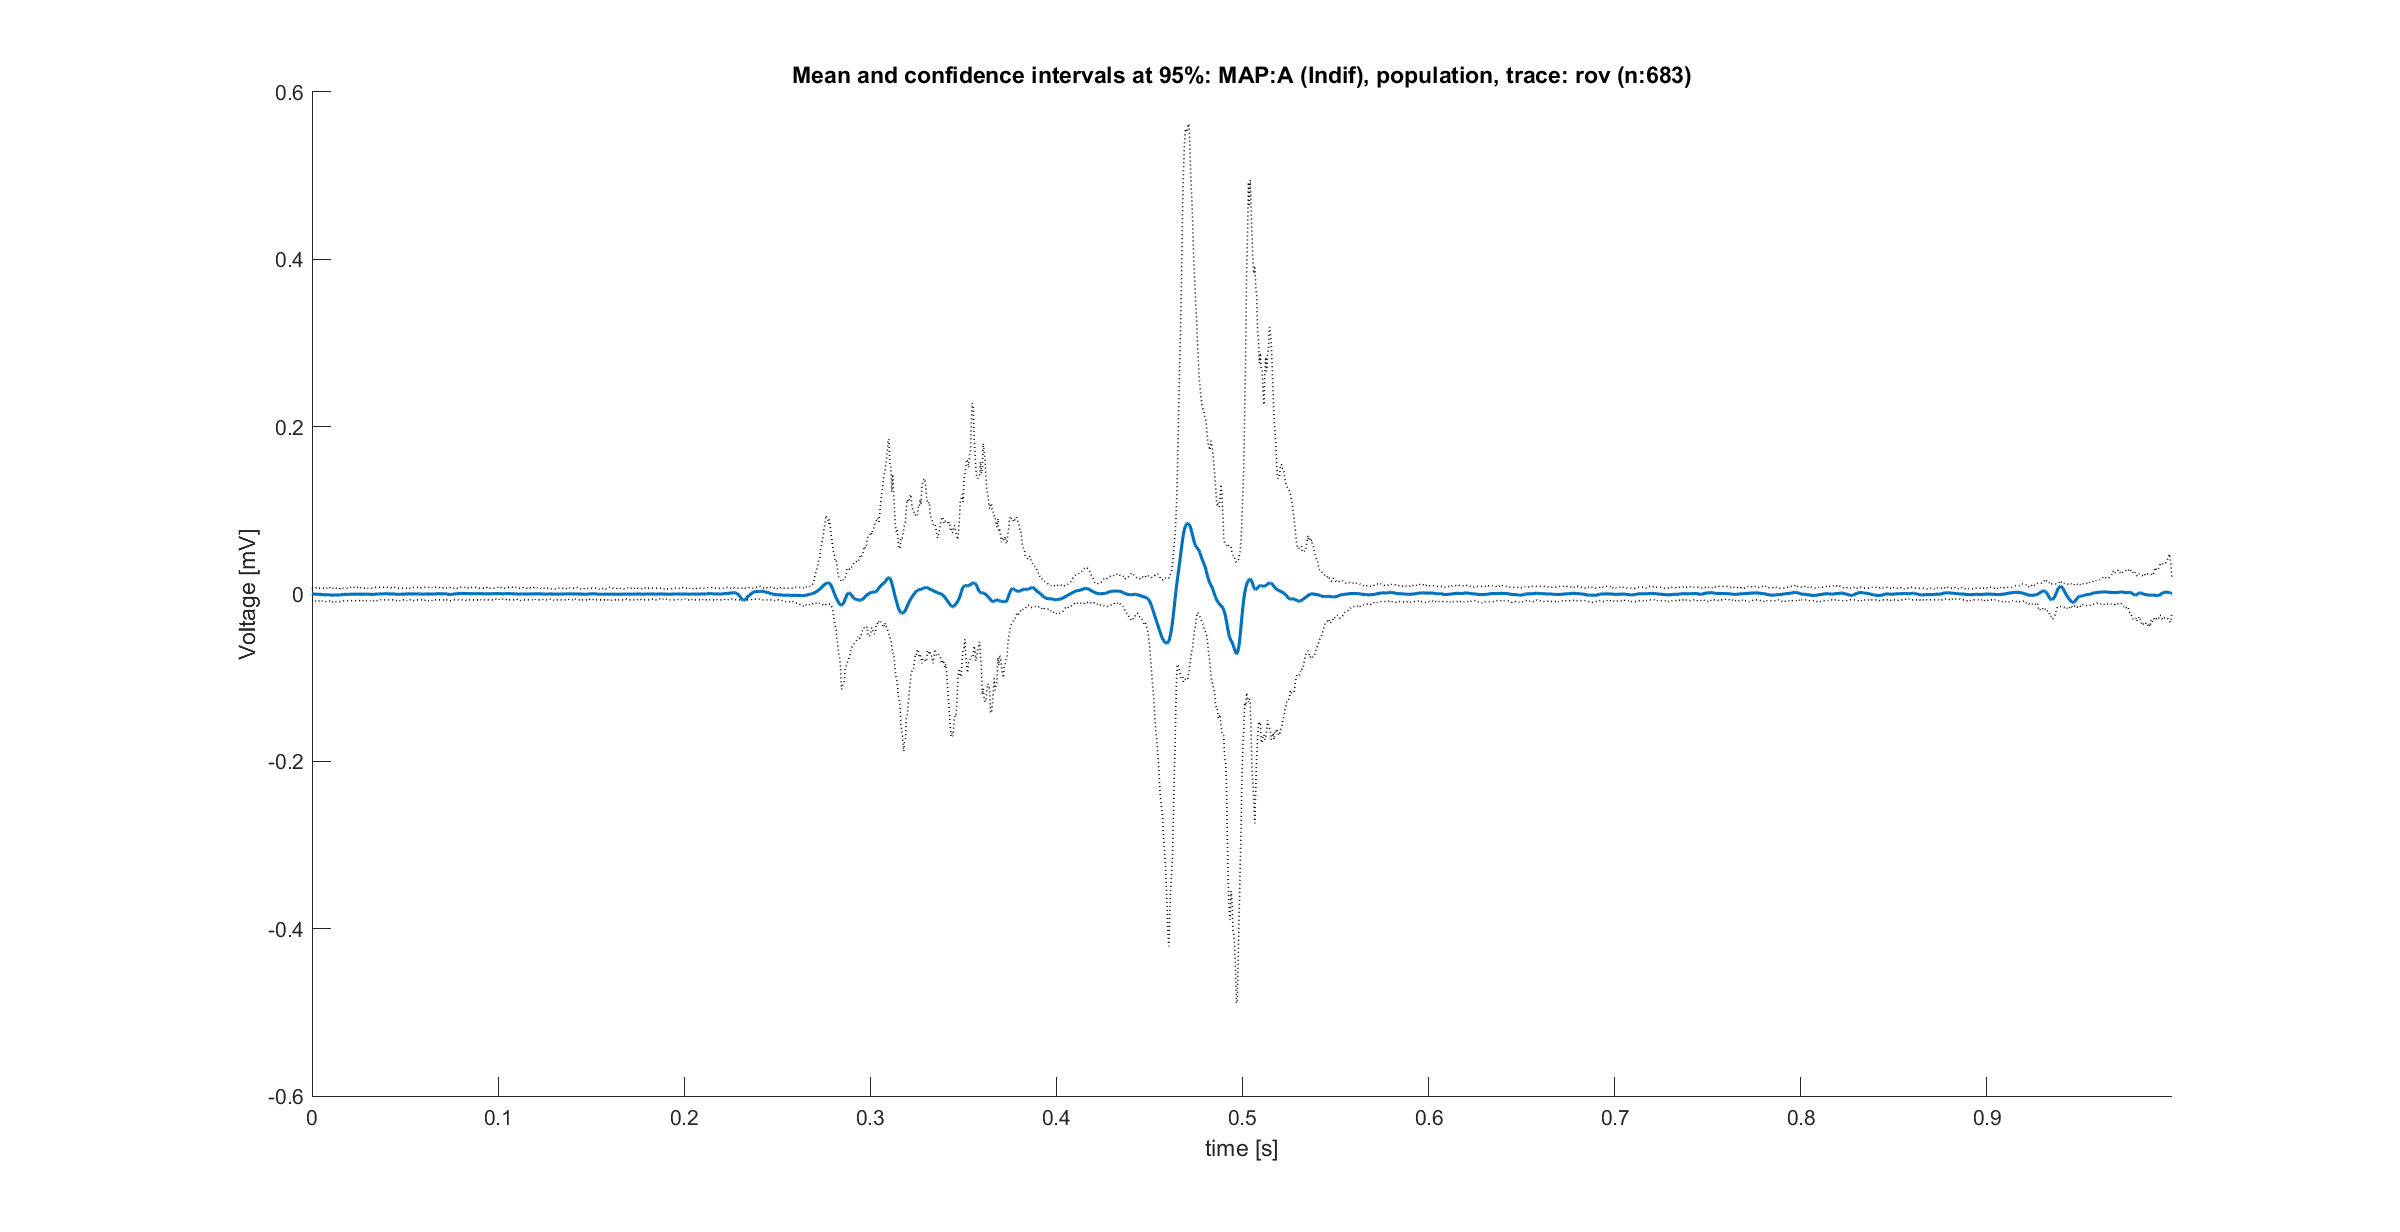 Mean and confidence intervals at 95%: MAP:A (Indif), population, trace: rov (n:683)
0.6
0.4
0.2
0
-0.2
-0.4
-0.6
Voltage [mV]
0 0.1 0.2 0.3 0.4 0.5 0.6 0.7 0.8 0.9
time [s]